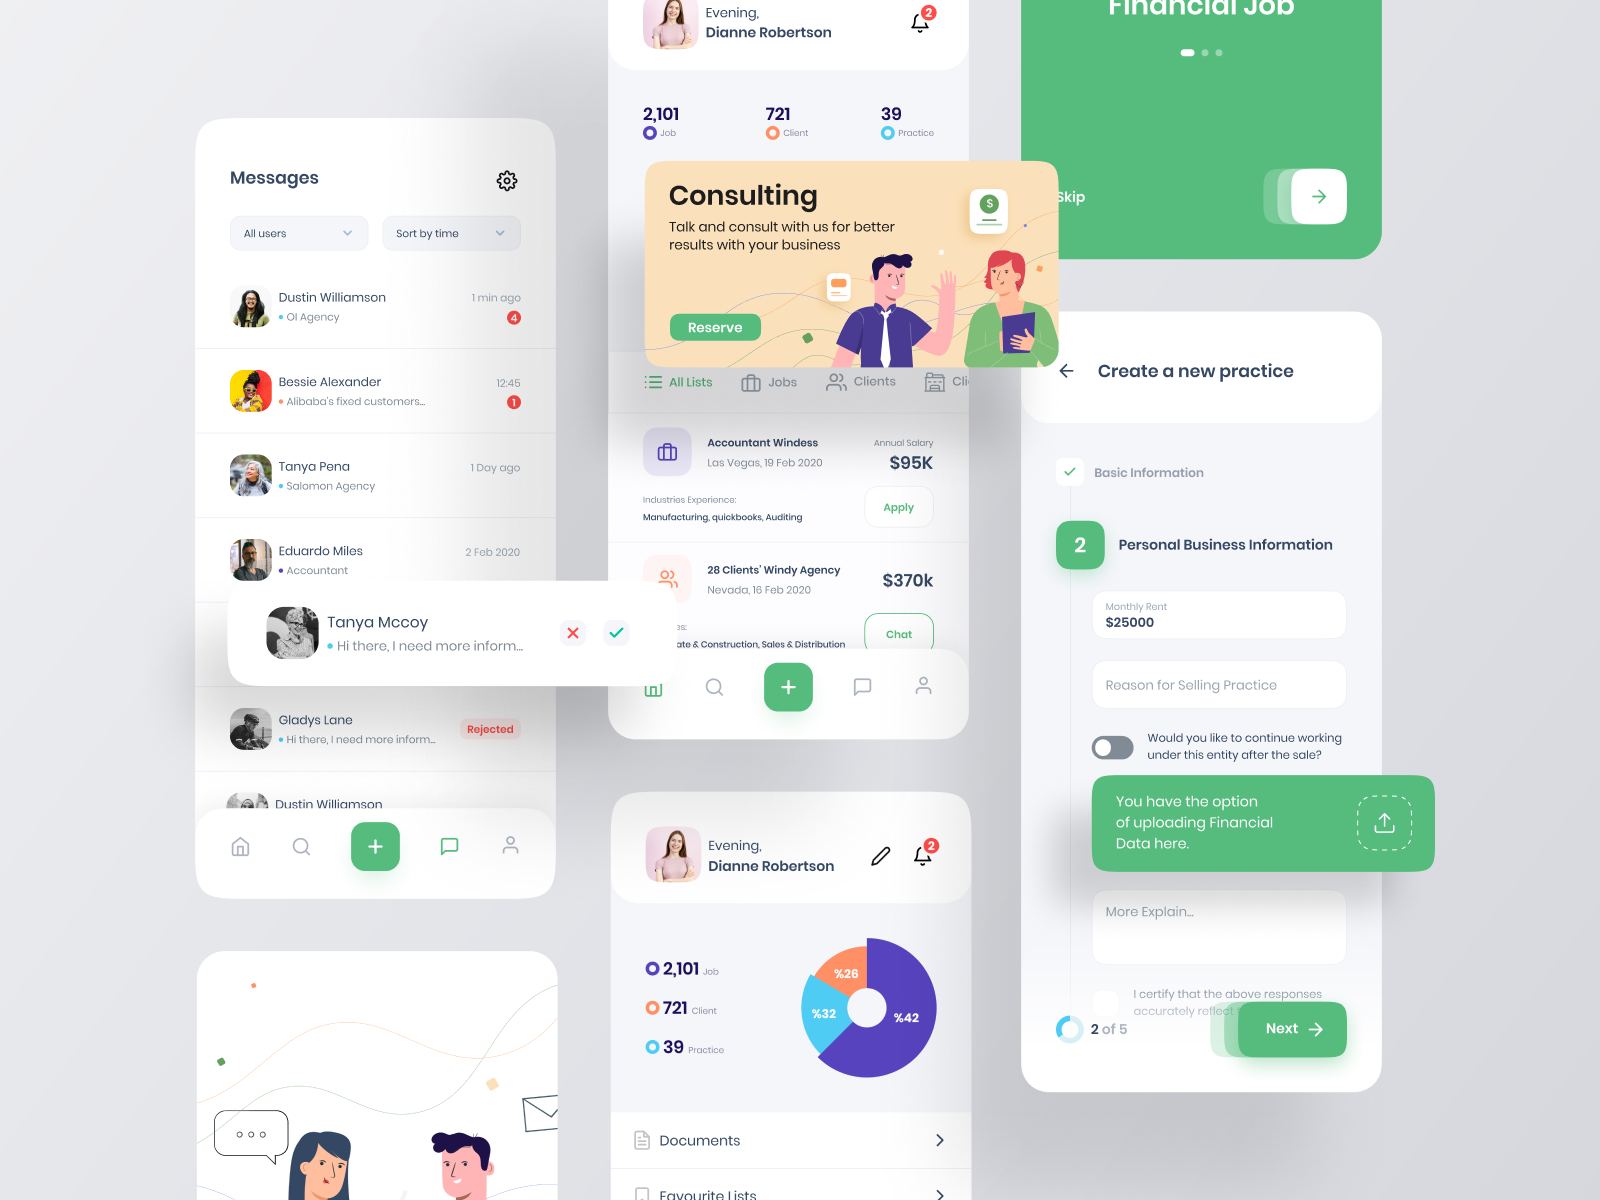 Messages
All users
Sort by time
Dustin Williamson
1 min ago
OI Agency
4
Bessie Alexander
12:45
Alibaba's fixed customers...
1
Tanya Pena
1 Day ago
Salomon Agency
Eduardo Miles
2 Feb 2020
Accountant
Tanya Mccoy
Hi there, I need more inform...
Gladys Lane
Hi there, I need more inform...
Rejected
Dustin Williamson
Evening,
Dianne Robertson
2
2,101
Job
721
Client
39
Practice
Consulting
Talk and consult with us for better
results with your business
$
Reserve
All Lists
Jobs
Clients
Cli
Accountant Windess
Las Vegas, 19 Feb 2020
Annual Salary
$95K
Industries Experience:
Manufacturing, quickbooks, Auditing
Apply
28 Clients' Windy Agency
Nevada, 16 Feb 2020
$370k
es:
ate & Construction, Sales & Distribution
Chat
Evening,
Dianne Robertson
2
2,101 Job
721 Client
39 Practice
%26
%32
%42
Documents
Favourite Lists
Financial Job
Skip
Create a new practice
Basic Information
2
Personal Business Information
Monthly Rent
$25000
Reason for Selling Practice
Would you like to continue working
under this entity after the sale?
You have the option
of uploading Financial
Data here.
More Explain...
I certify that the above responses
accurately reflect
2 of 5
Next